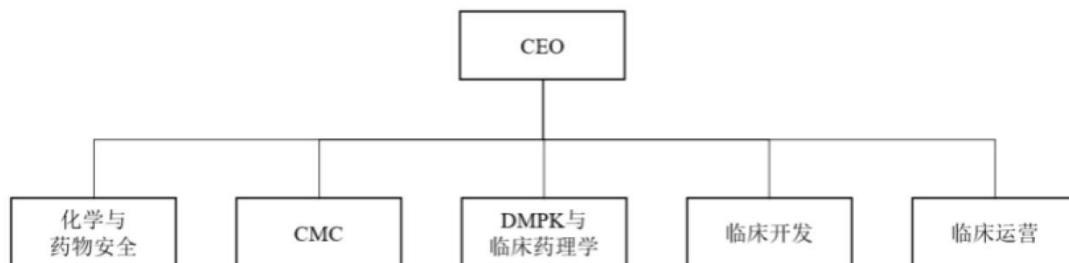 CEO
化学与
药物安全
CMC
DMPK与
临床药理学
临床开发
临床运营